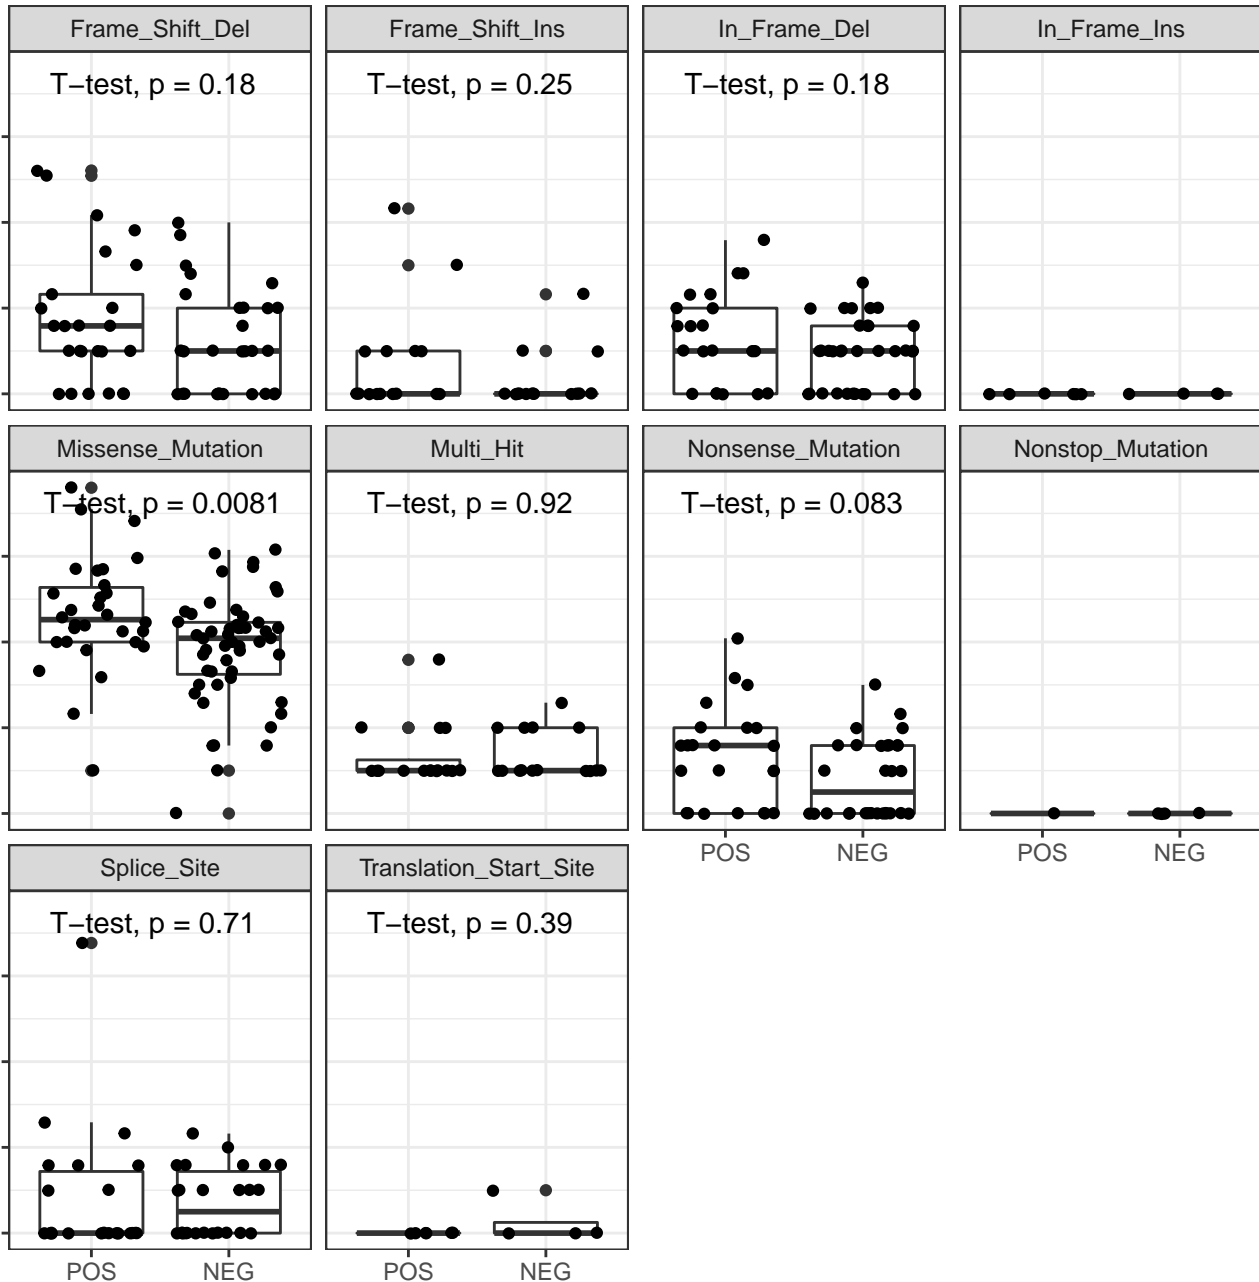 Frame_Shift_Del
Frame_Shift_Ins
In_Frame_Del
In_Frame_Ins
T−test, p = 0.18
T−test, p = 0.25
T−test, p = 0.18
Missense_Mutation
Multi_Hit
Nonsense_Mutation
Nonstop_Mutation
T−test, p = 0.0081
T−test, p = 0.92
T−test, p = 0.083
POS
NEG
POS
NEG
Splice_Site
Translation_Start_Site
T−test, p = 0.71
T−test, p = 0.39
POS
NEG
POS
NEG